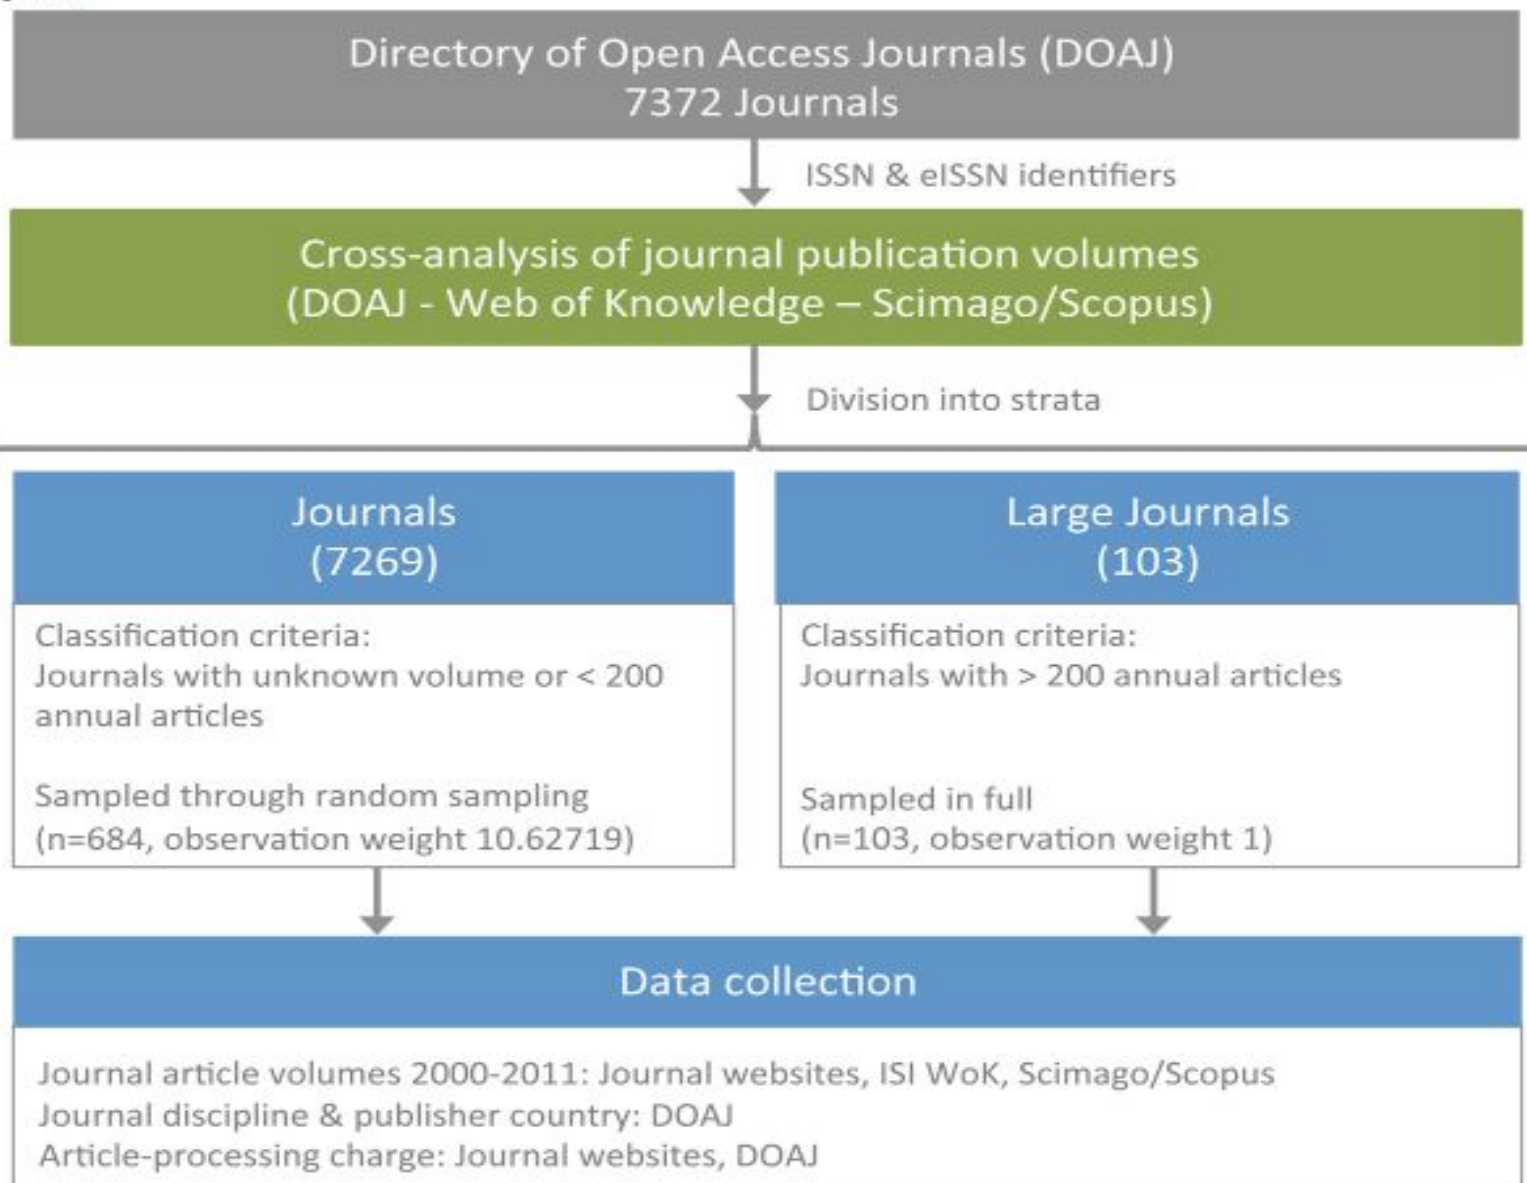 Directory of Open Access Journals (DOAJ)
7372 Journals
ISSN & eISSN identifiers
Cross-analysis of journal publication volumes
(DOAJ - Web of Knowledge – Scimago/Scopus)
Division into strata
Journals
(7269)
Classification criteria:
Journals with unknown volume or < 200
annual articles
Sampled through random sampling
(n=684, observation weight 10.62719)
Large Journals
(103)
Classification criteria:
Journals with > 200 annual articles
Sampled in full
(n=103, observation weight 1)
Data collection
Journal article volumes 2000-2011: Journal websites, ISI WoK, Scimago/Scopus
Journal discipline & publisher country: DOAJ
Article-processing charge: Journal websites, DOAJ